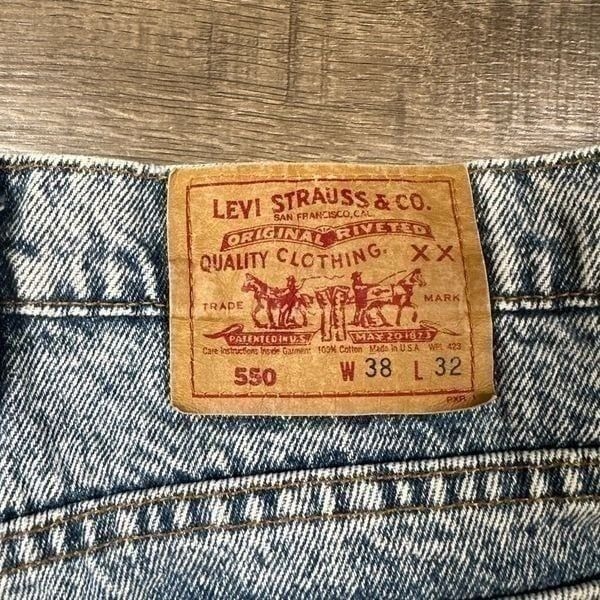 LEVI STRAUSS & CO.
SAN FRANCISCO, CAL.
ORIGINAL RIVETED
QUALITY CLOTHING. XX
TRADE MARK
PATENTED IN U.S. MAY 20 1873
Care Instructions Inside Garment 100% Cotton Made in U.S.A. WPL 423
550 W 38 L 32